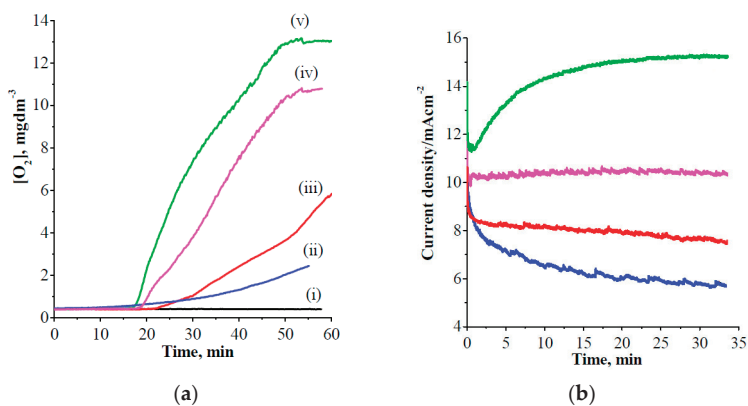 14
12
10
8
6
4
2
0
[O₂], mgdm⁻³
0 10 20 30 40 50 60
Time, min
(v)
(iv)
(iii)
(ii)
(i)
(a)
16
14
12
10
8
6
4
Current density/mAcm⁻²
0 5 10 15 20 25 30 35
Time, min
(b)